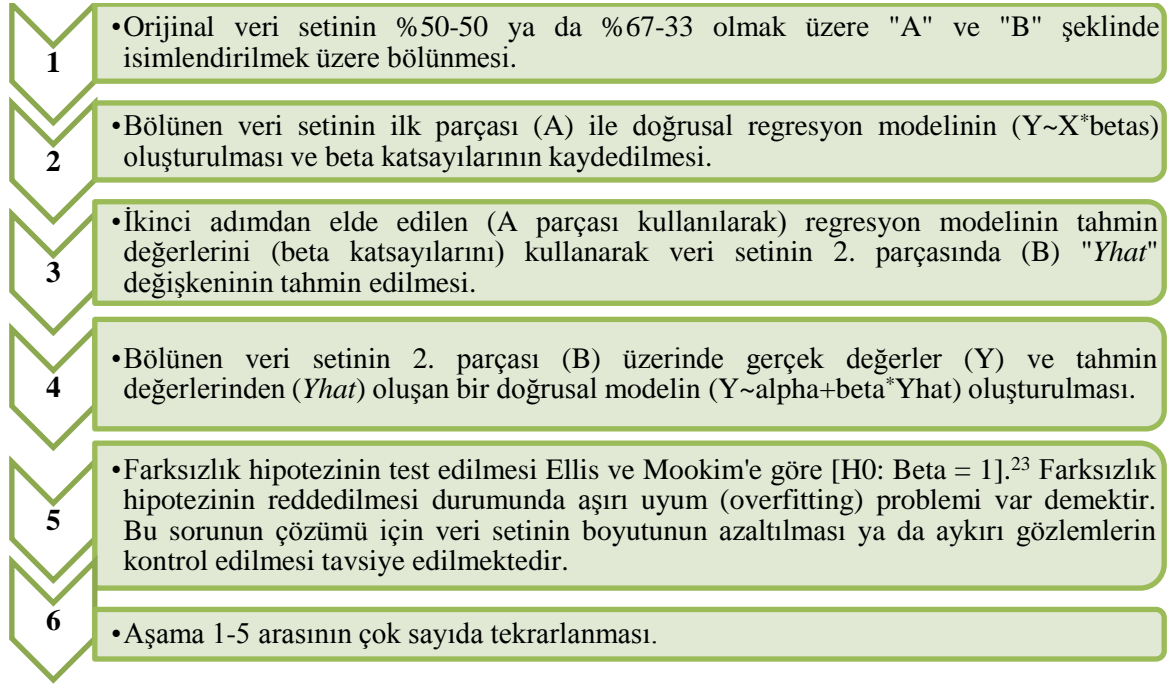 1
•Orijinal veri setinin %50-50 ya da %67-33 olmak üzere "A" ve "B" şeklinde
isimlendirilmek üzere bölünmesi.
2
•Bölünen veri setinin ilk parçası (A) ile doğrusal regresyon modelinin (Y~X*betas)
oluşturulması ve beta katsayılarının kaydedilmesi.
3
•İkinci adımdan elde edilen (A parçası kullanılarak) regresyon modelinin tahmin
değerlerini (beta katsayılarını) kullanarak veri setinin 2. parçasında (B) "Yhat"
değişkeninin tahmin edilmesi.
4
•Bölünen veri setinin 2. parçası (B) üzerinde gerçek değerler (Y) ve tahmin
değerlerinden (Yhat) oluşan bir doğrusal modelin (Y~alpha+beta*Yhat) oluşturulması.
5
•Farksızlık hipotezinin test edilmesi Ellis ve Mookim'e göre [H0: Beta = 1].²³ Farksızlık
hipotezinin reddedilmesi durumunda aşırı uyum (overfitting) problemi var demektir.
Bu sorunun çözümü için veri setinin boyutunun azaltılması ya da aykırı gözlemlerin
kontrol edilmesi tavsiye edilmektedir.
6
•Aşama 1-5 arasının çok sayıda tekrarlanması.